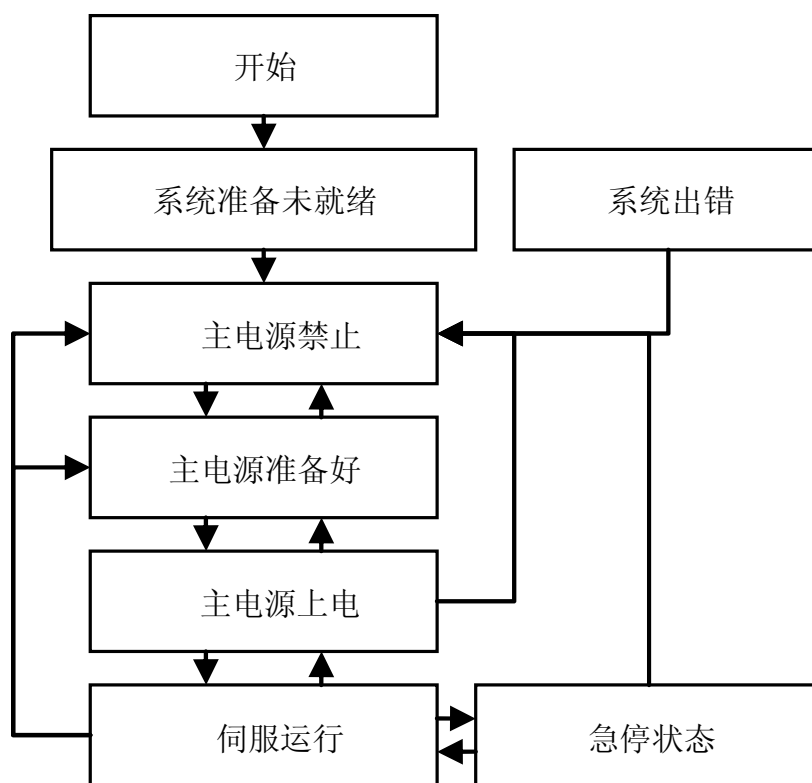 开始
系统准备未就绪
系统出错
主电源禁止
主电源准备好
主电源上电
伺服运行
急停状态